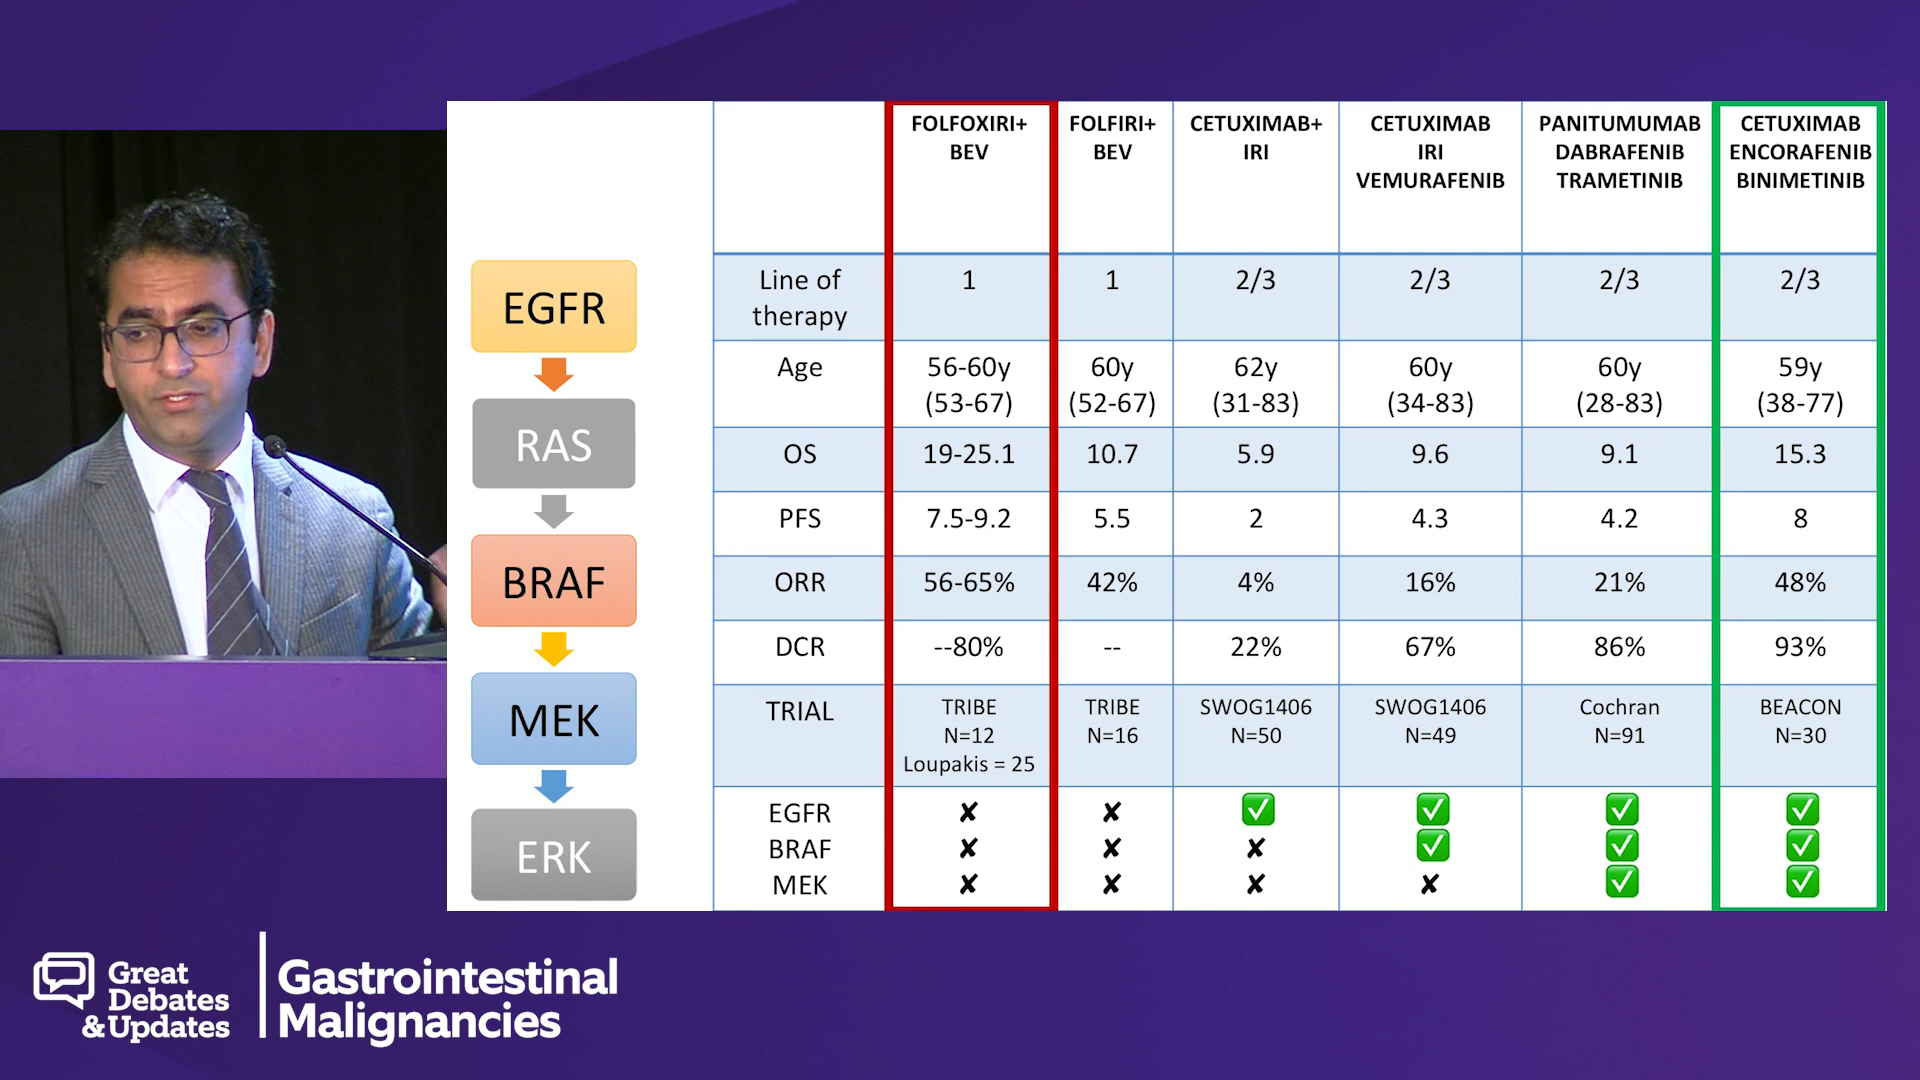 EGFR
RAS
BRAF
MEK
ERK
FOLFOXIRI+ BEV
FOLFIRI+ BEV
CETUXIMAB+ IRI
CETUXIMAB IRI VEMURAFENIB
PANITUMUMAB DABRAFENIB TRAMETINIB
CETUXIMAB ENCORAFENIB BINIMETINIB
Line of therapy 1 1 2/3 2/3 2/3 2/3
Age 56-60y (53-67) 60y (52-67) 62y (31-83) 60y (34-83) 60y (28-83) 59y (38-77)
OS 19-25.1 10.7 5.9 9.6 9.1 15.3
PFS 7.5-9.2 5.5 2 4.3 4.2 8
ORR 56-65% 42% 4% 16% 21% 48%
DCR --80% -- 22% 67% 86% 93%
TRIAL TRIBE N=12 Loupakis = 25 TRIBE N=16 SWOG1406 N=50 SWOG1406 N=49 Cochran N=91 BEACON N=30
EGFR ✘ ✘ ✅ ✅ ✅ ✅
BRAF ✘ ✘ ✘ ✅ ✅ ✅
MEK ✘ ✘ ✘ ✘ ✅ ✅
Great
Debates
& Updates
Gastrointestinal
Malignancies